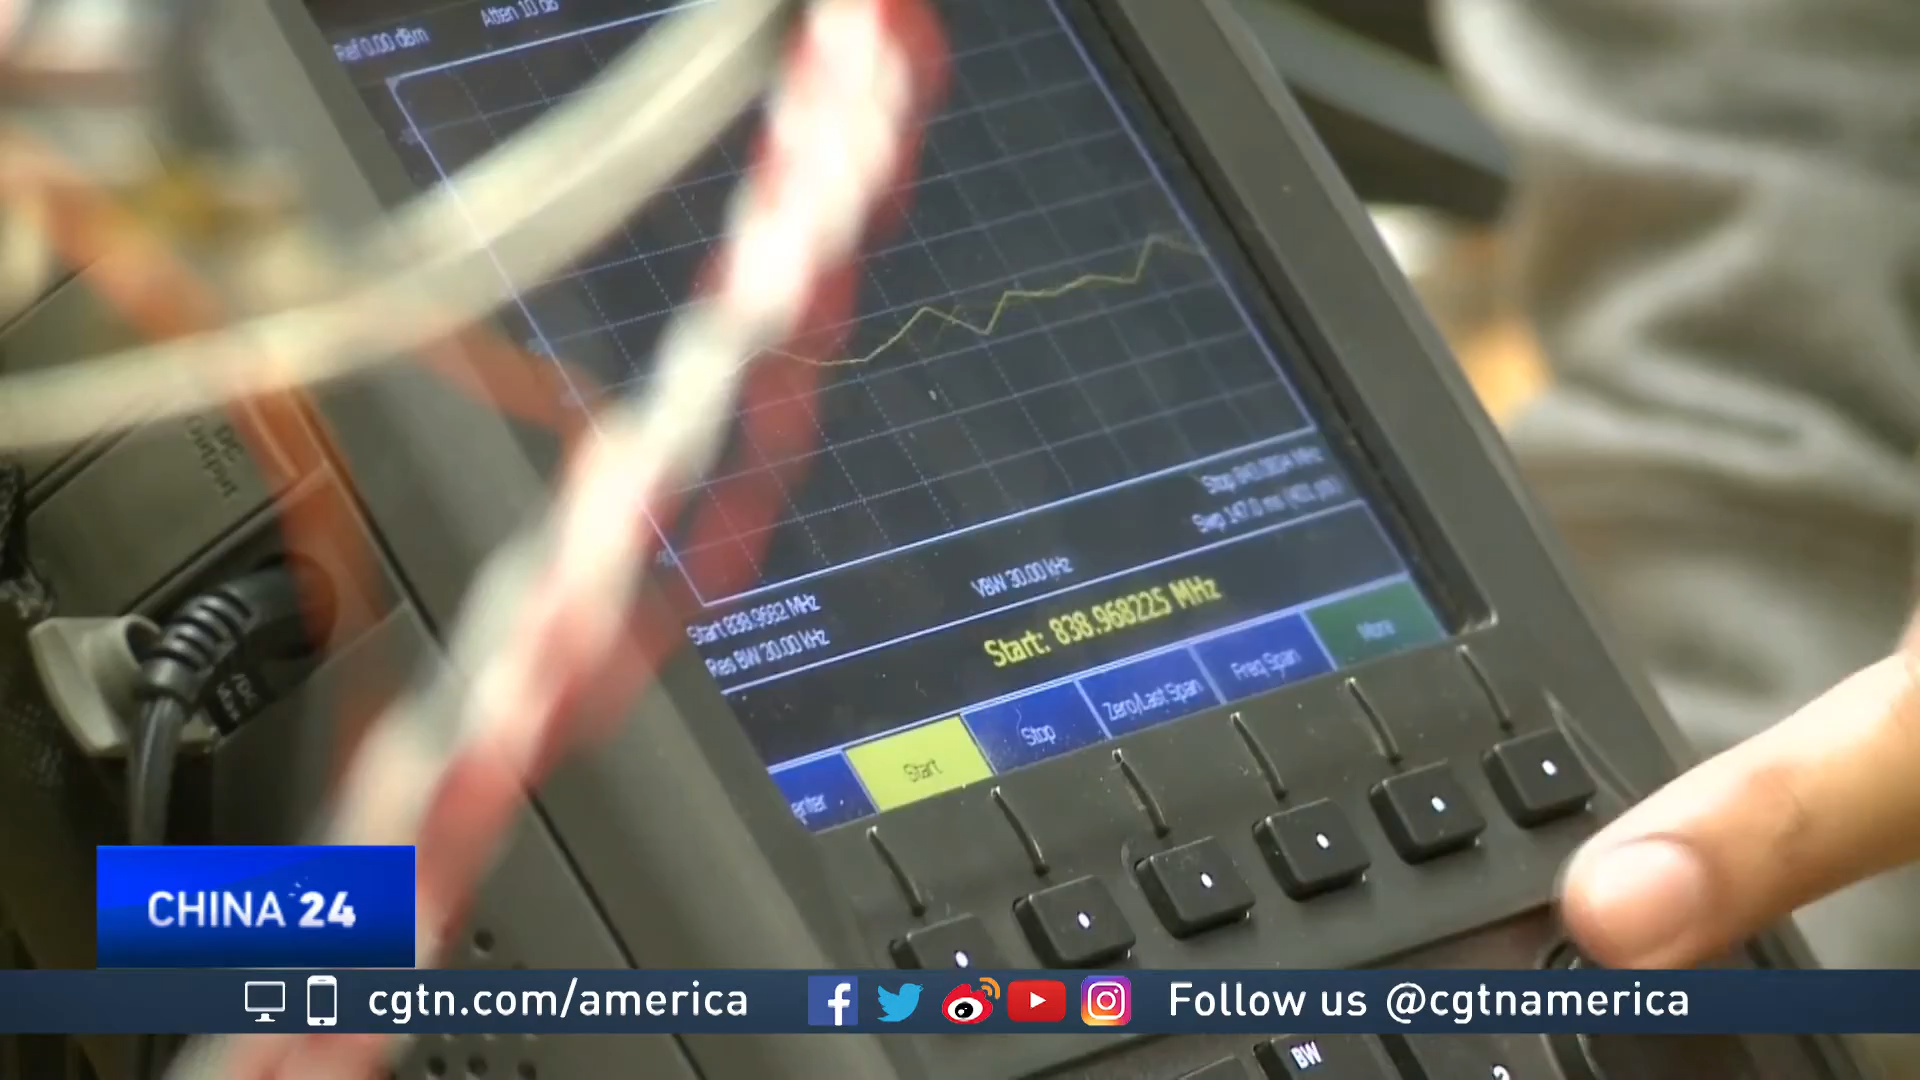 Ref 0.00 dBm
Atten 10 dB
DC
Output
Start 838.9682 MHz
Res BW 30.00 kHz
VBW 30.00 kHz
Start: 838.968225 MHz
Start
Stop
Zero/Last Span
Freq Span
More
CHINA 24
cgtn.com/america
Follow us @cgtnamerica
BW